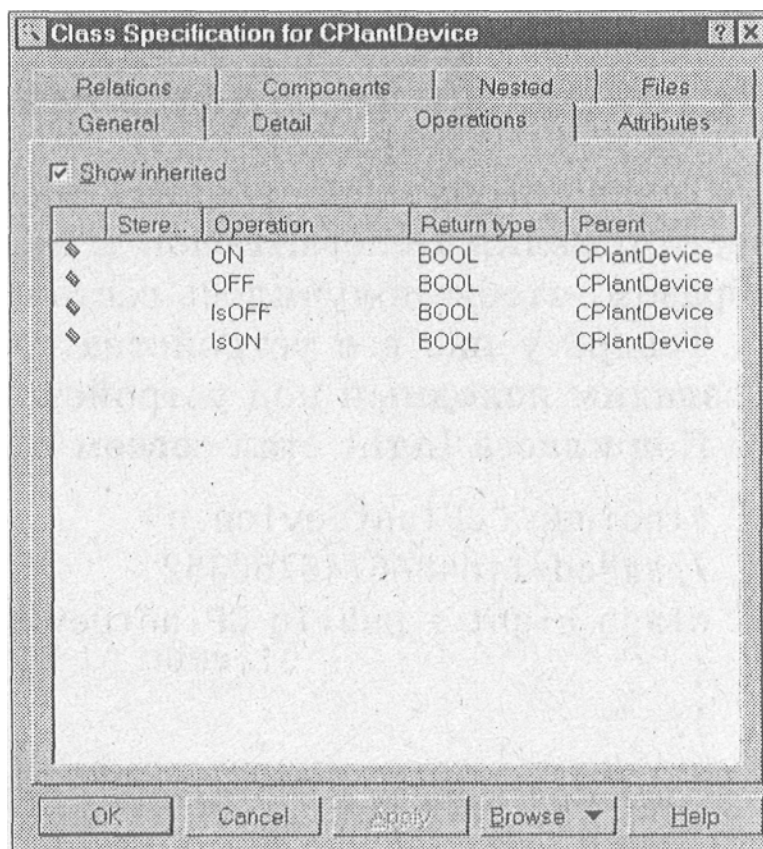 Class Specification for CPlantDevice
Relations Components Nested Files
General Detail Operations Attributes
Show inherited
Stere... Operation Return type Parent
ON BOOL CPlantDevice
OFF BOOL CPlantDevice
IsOFF BOOL CPlantDevice
IsON BOOL CPlantDevice
OK Cancel Apply Browse Help